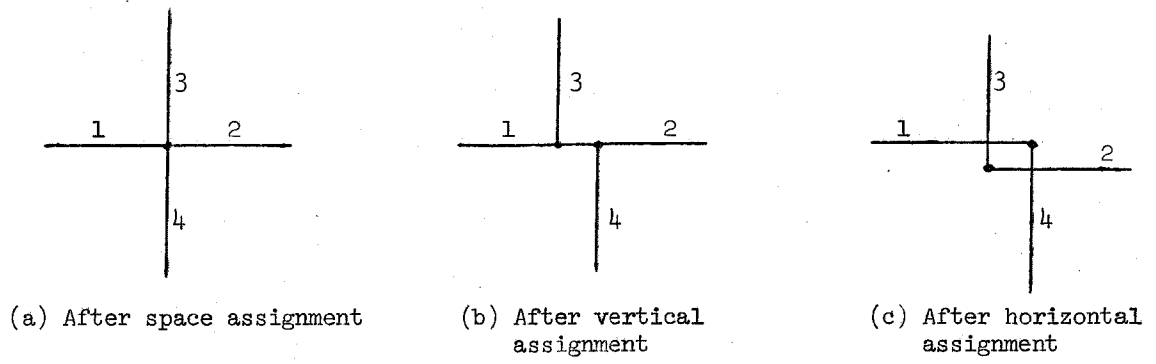 3
1 2
4
(a) After space assignment
3
1 2
4
(b) After vertical
assignment
3
1
2
4
(c) After horizontal
assignment